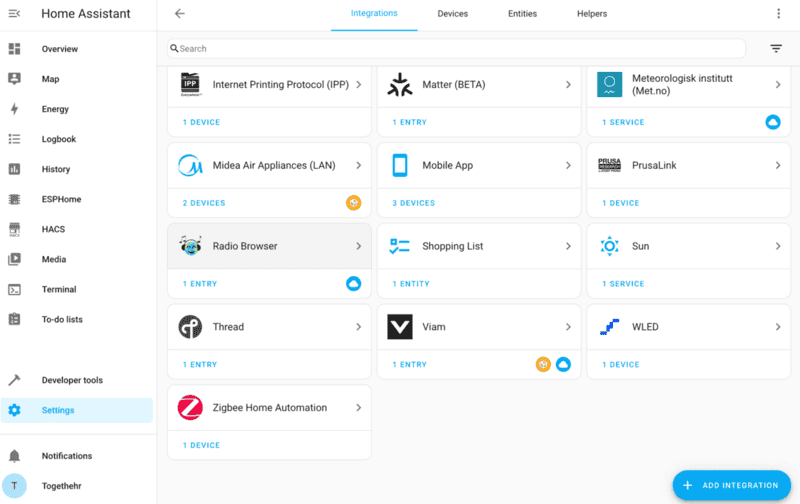 Home Assistant
Integrations
Devices
Entities
Helpers
Search
Overview
Map
Energy
Logbook
History
ESPHome
HACS
Media
Terminal
To-do lists
Developer tools
Settings
Notifications
T
Togethehr
IPP
Internet Printing Protocol (IPP)
1 DEVICE
Matter (BETA)
1 ENTRY
Meteorologisk institutt
(Met.no)
1 SERVICE
Midea Air Appliances (LAN)
2 DEVICES
Mobile App
3 DEVICES
PRUSA
PrusaLink
1 DEVICE
Radio Browser
1 ENTRY
Shopping List
1 ENTITY
Sun
1 SERVICE
Thread
1 ENTRY
Viam
1 ENTRY
WLED
1 DEVICE
Zigbee Home Automation
1 DEVICE
ADD INTEGRATION